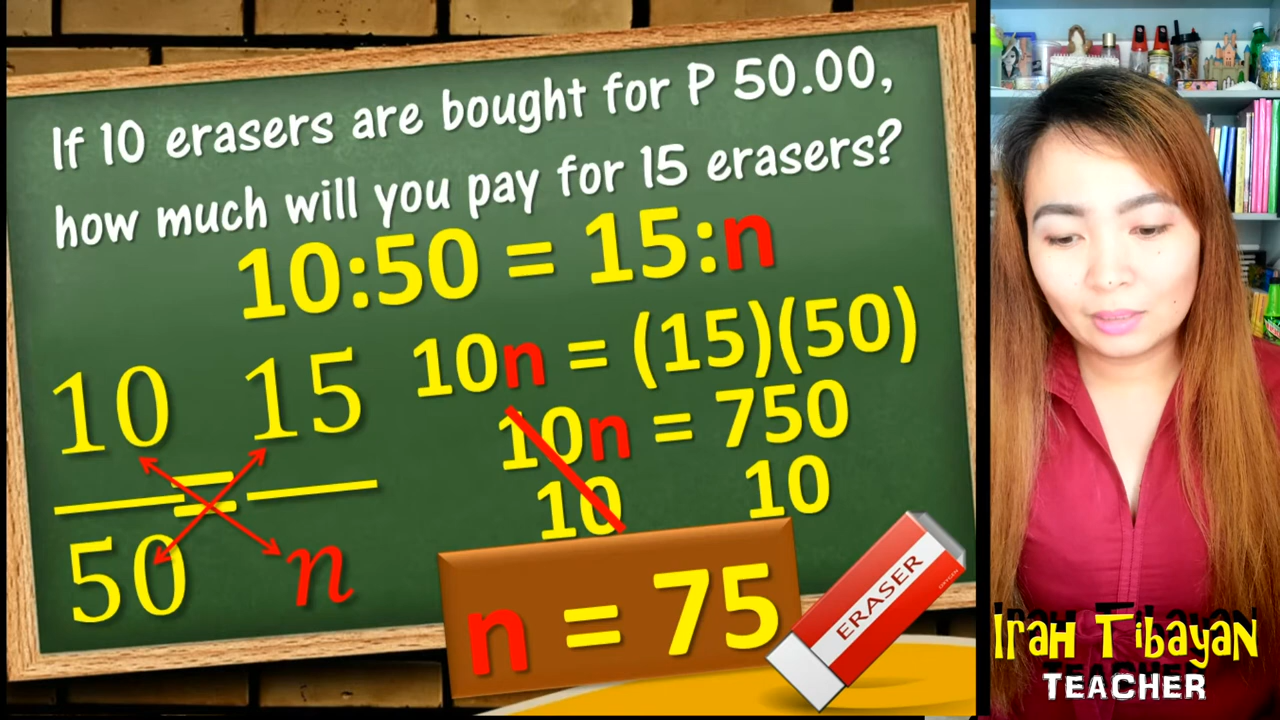 If 10 erasers are bought for P 50.00,
how much will you pay for 15 erasers?
10:50 = 15:n
10 = 15
50 n
10n = (15)(50)
10n = 750
10 10
n = 75
ERASER
Irah Tibayan
TEACHER